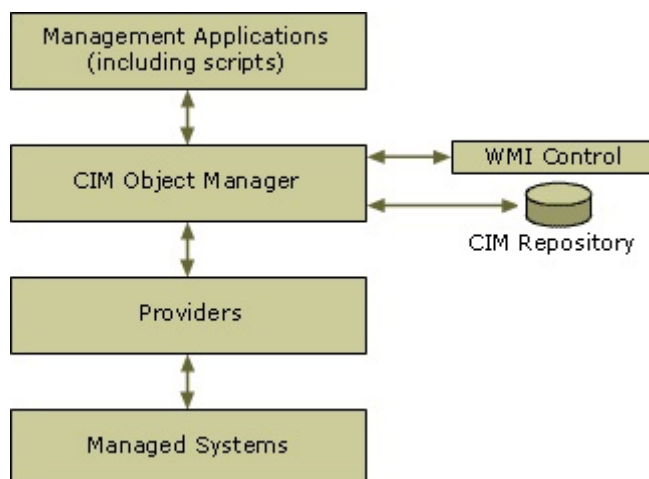 Management Applications
(including scripts)
CIM Object Manager
WMI Control
CIM Repository
Providers
Managed Systems